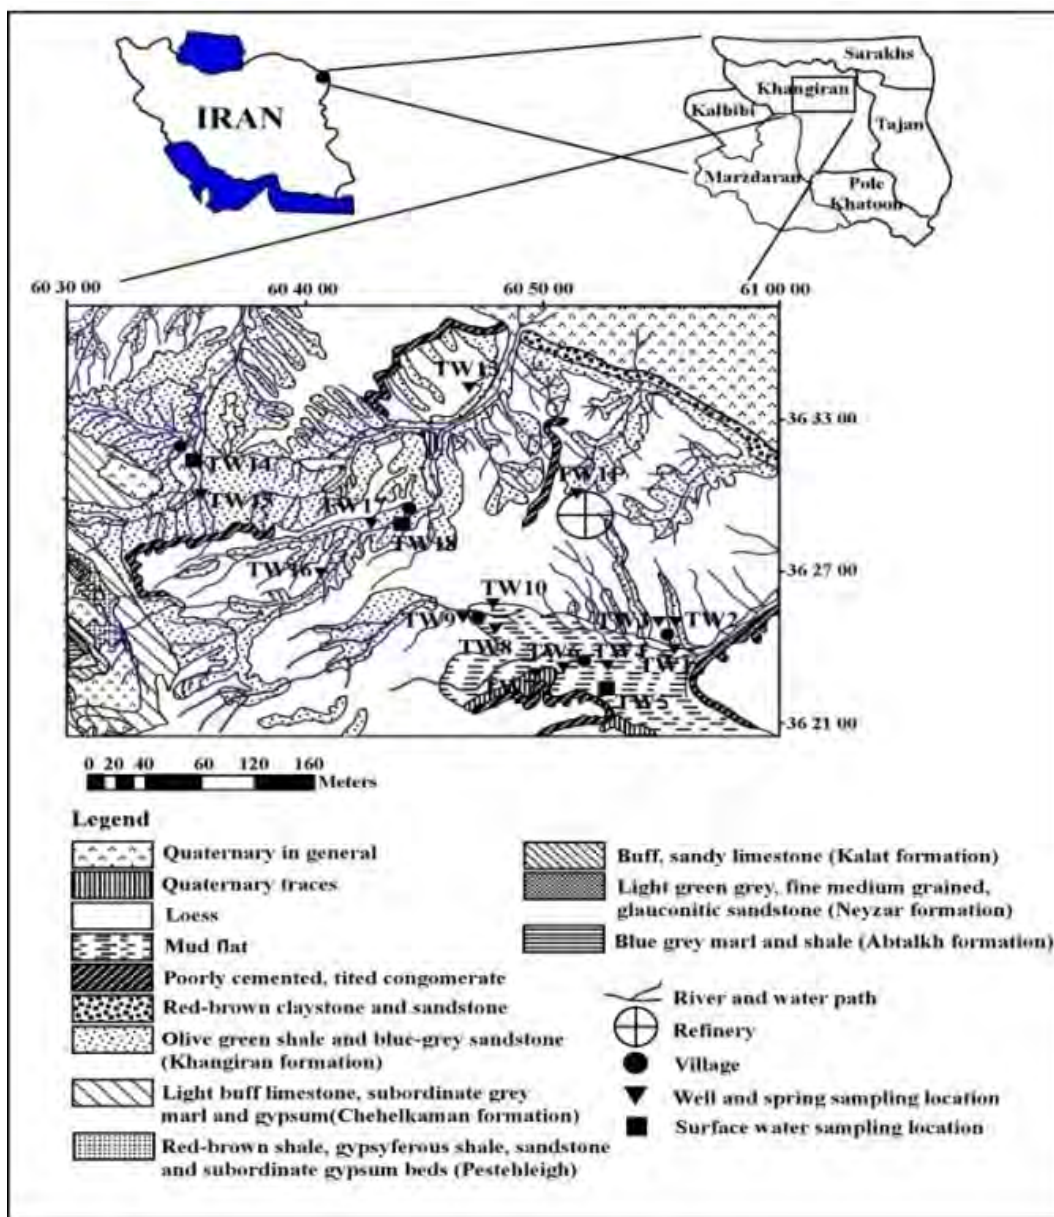 Sarakhs
Khangiran
Kalbibi
IRAN
Tajan
Marzdaran
Pole
Khatoon
60 30 00
60 40 00
60 50 00
61 00 00
TW13
36 33 00
TW14
TW15
TW17
TW18
TW16
36 27 00
TW10
TW9
TW3
TW2
TW8
TW6
TW4
TW1
TW5
36 21 00
0 20 40 60 120 160
Meters
Legend
Quaternary in general
Quaternary traces
Loess
Mud flat
Poorly cemented, tited congomerate
Red-brown claystone and sandstone
Olive green shale and blue-grey sandstone
(Khangiran formation)
Light buff limestone, subordinate grey
marl and gypsum(Chehelkaman formation)
Red-brown shale, gypsyferous shale, sandstone
and subordinate gypsum beds (Pestehleigh)
Buff, sandy limestone (Kalat formation)
Light green grey, fine medium grained,
glauconitic sandstone (Neyzar formation)
Blue grey marl and shale (Abtalkh formation)
River and water path
Refinery
Village
Well and spring sampling location
Surface water sampling location